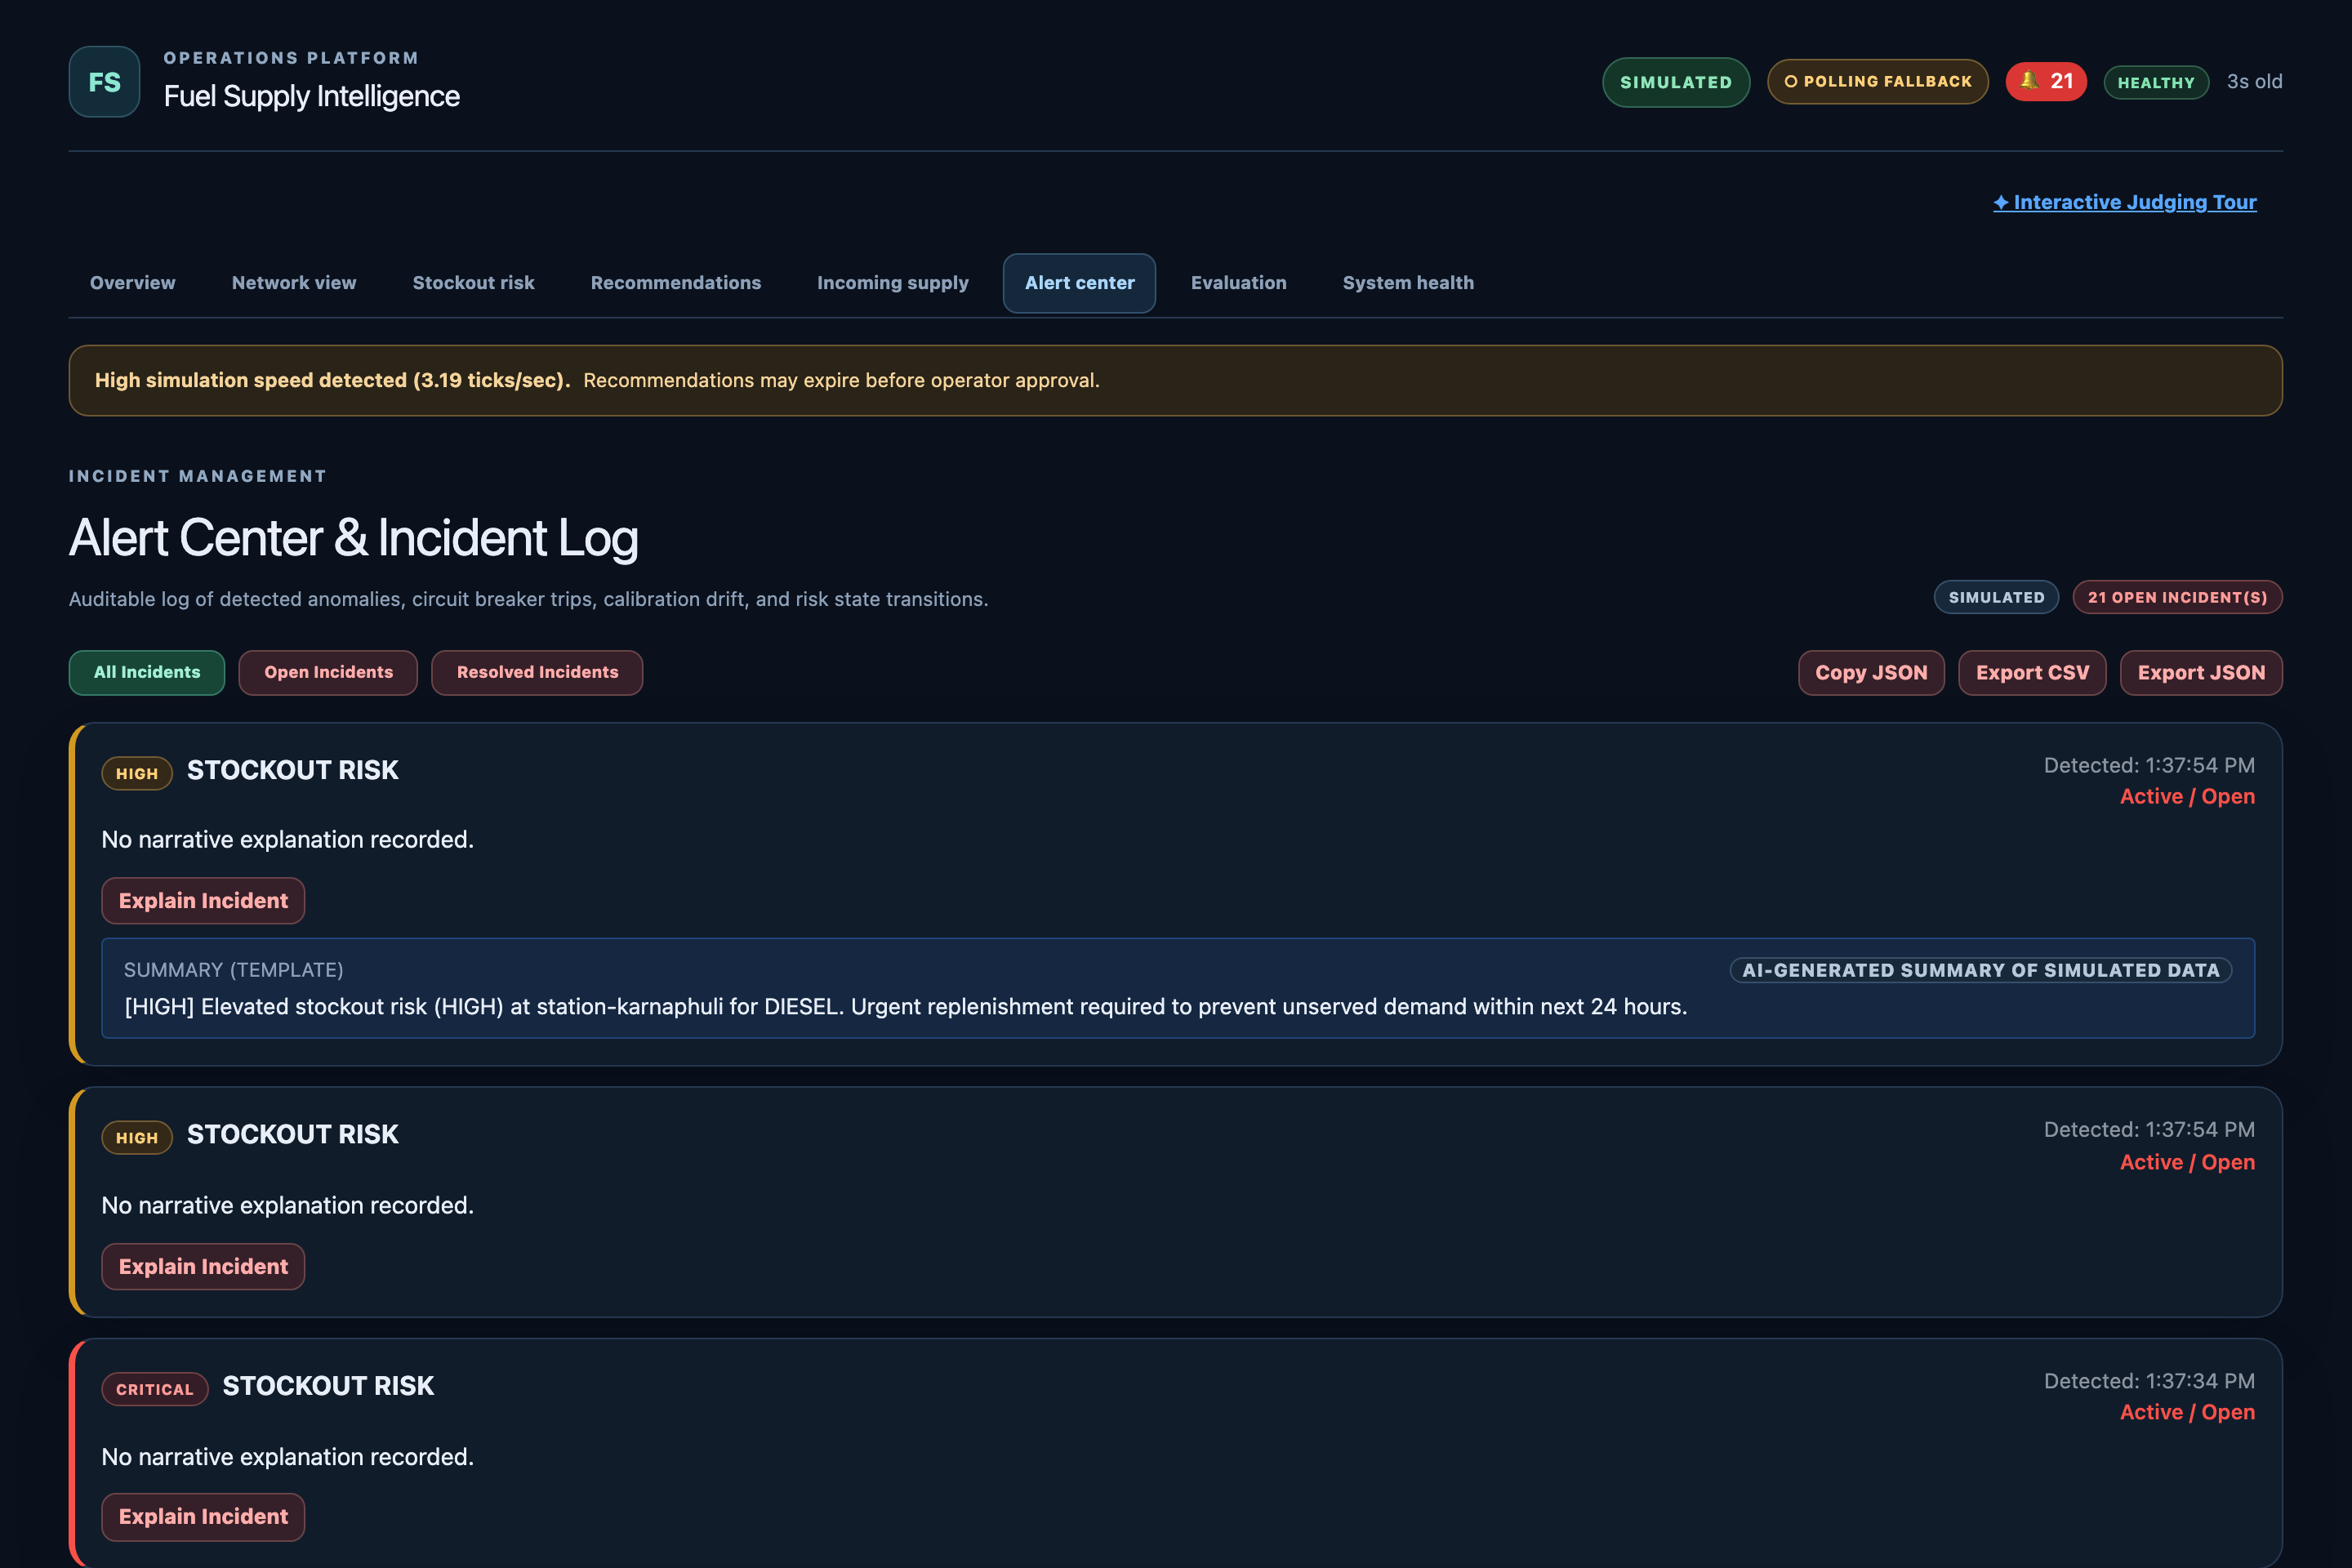 FS
OPERATIONS PLATFORM
Fuel Supply Intelligence
SIMULATED
POLLING FALLBACK
21
HEALTHY
3s old
✦ Interactive Judging Tour
Overview
Network view
Stockout risk
Recommendations
Incoming supply
Alert center
Evaluation
System health
High simulation speed detected (3.19 ticks/sec). Recommendations may expire before operator approval.
INCIDENT MANAGEMENT
Alert Center & Incident Log
Auditable log of detected anomalies, circuit breaker trips, calibration drift, and risk state transitions.
SIMULATED
21 OPEN INCIDENT(S)
All Incidents
Open Incidents
Resolved Incidents
Copy JSON
Export CSV
Export JSON
HIGH
STOCKOUT RISK
Detected: 1:37:54 PM
Active / Open
No narrative explanation recorded.
Explain Incident
SUMMARY (TEMPLATE)
AI-GENERATED SUMMARY OF SIMULATED DATA
[HIGH] Elevated stockout risk (HIGH) at station-karnaphuli for DIESEL. Urgent replenishment required to prevent unserved demand within next 24 hours.
HIGH
STOCKOUT RISK
Detected: 1:37:54 PM
Active / Open
No narrative explanation recorded.
Explain Incident
CRITICAL
STOCKOUT RISK
Detected: 1:37:34 PM
Active / Open
No narrative explanation recorded.
Explain Incident